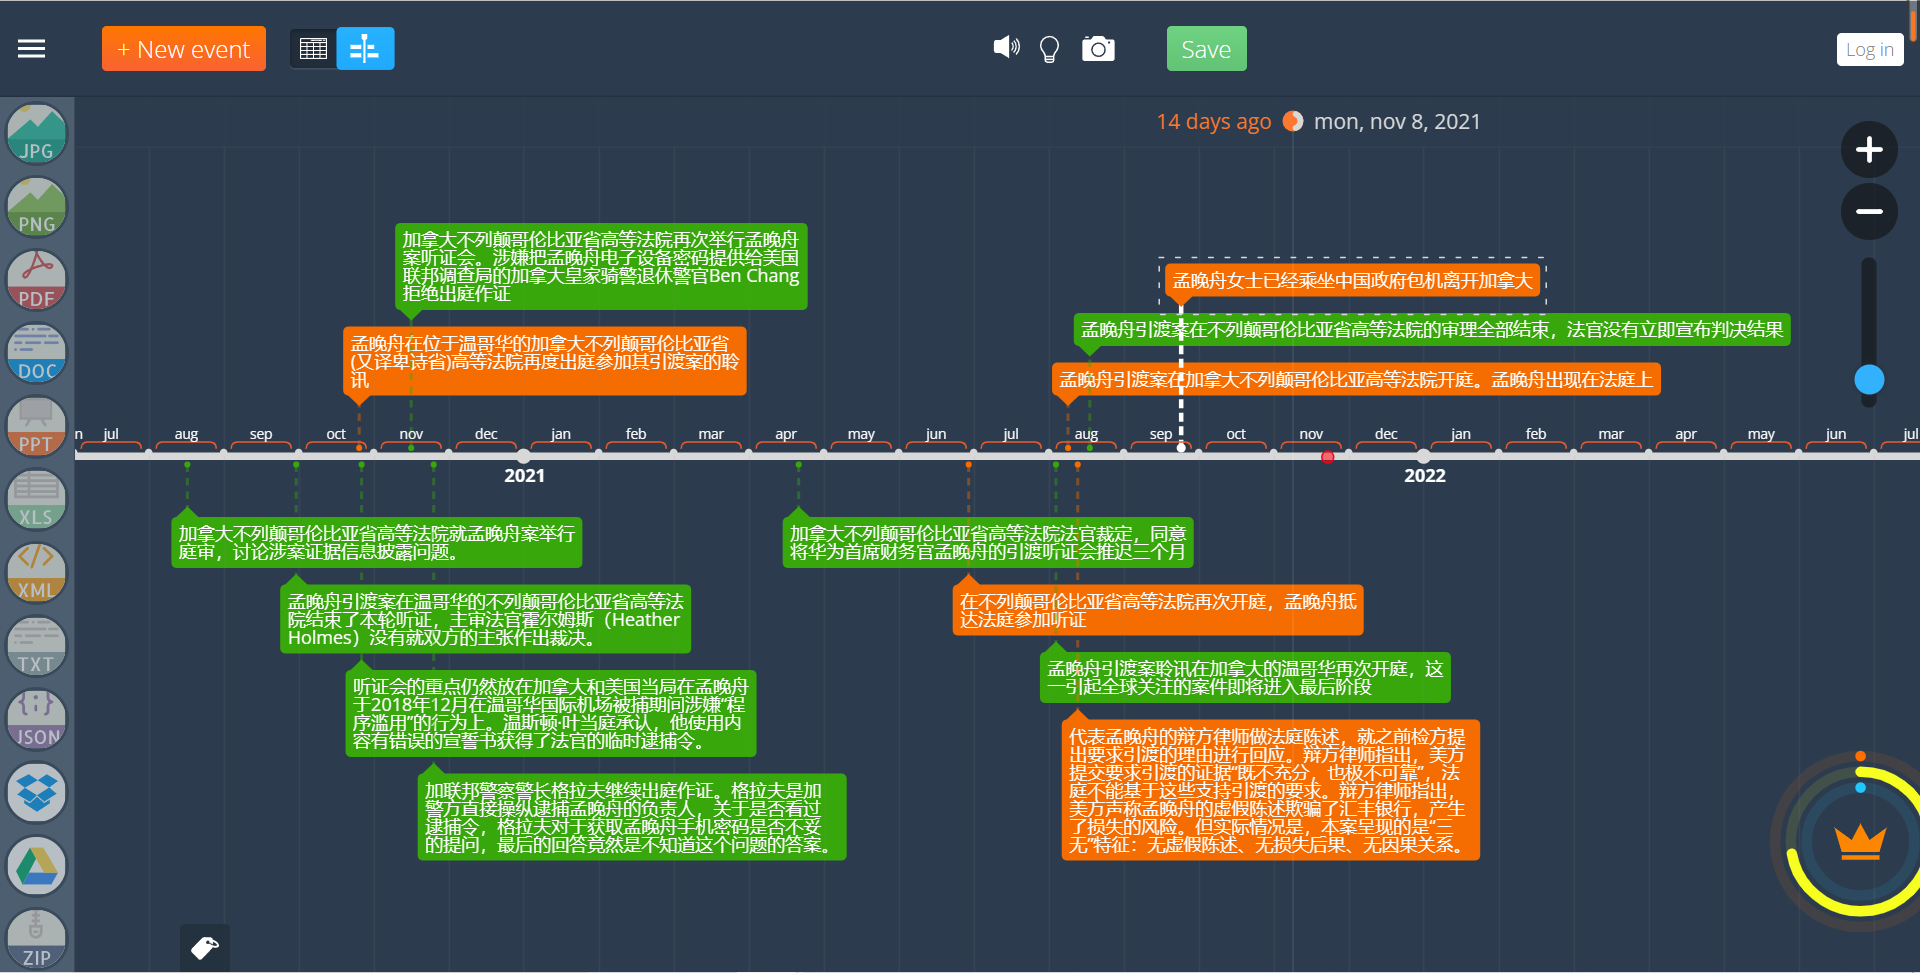 + New event
Save
Log in
14 days ago
mon, nov 8, 2021
JPG
PNG
PDF
DOC
PPT
XLS
XML
TXT
JSON
ZIP
加拿大不列颠哥伦比亚省高等法院再次举行孟晚舟
案听证会。涉嫌把孟晚舟电子设备密码提供给美国
联邦调查局的加拿大皇家骑警退休警官Ben Chang
拒绝出庭作证
孟晚舟在位于温哥华的加拿大不列颠哥伦比亚省
(又译卑诗省)高等法院再度出庭参加其引渡案的聆
讯
孟晚舟女士已经乘坐中国政府包机离开加拿大
孟晚舟引渡案在不列颠哥伦比亚省高等法院的审理全部结束，法官没有立即宣布判决结果
孟晚舟引渡案在加拿大不列颠哥伦比亚高等法院开庭。孟晚舟出现在法庭上
n jul aug sep oct nov dec jan feb mar apr may jun jul aug sep oct nov dec jan feb mar apr may jun jul
2021
2022
加拿大不列颠哥伦比亚省高等法院就孟晚舟案举行
庭审，讨论涉案证据信息披露问题。
孟晚舟引渡案在温哥华的不列颠哥伦比亚省高等法
院结束了本轮听证，主审法官霍尔姆斯（Heather
Holmes）没有就双方的主张作出裁决。
听证会的重点仍然放在加拿大和美国当局在孟晚舟
于2018年12月在温哥华国际机场被捕期间涉嫌“程
序滥用”的行为上。温斯顿·叶当庭承认，他使用内
容有错误的宣誓书获得了法官的临时逮捕令。
加联邦警察警长格拉夫继续出庭作证。格拉夫是加
警方直接操纵逮捕孟晚舟的负责人，关于是否看过
逮捕令，格拉夫对于获取孟晚舟手机密码是否不妥
的提问，最后的回答竟然是不知道这个问题的答案。
加拿大不列颠哥伦比亚省高等法院法官裁定，同意
将华为首席财务官孟晚舟的引渡听证会推迟三个月
在不列颠哥伦比亚省高等法院再次开庭，孟晚舟抵
达法庭参加听证
孟晚舟引渡案聆讯在加拿大的温哥华再次开庭，这
一引起全球关注的案件即将进入最后阶段
代表孟晚舟的辩方律师做法庭陈述，就之前检方提
出要求引渡的理由进行回应。辩方律师指出，美方
提交要求引渡的证据“既不充分，也极不可靠”，法
庭不能基于这些支持引渡的要求。辩方律师指出，
美方声称孟晚舟的虚假陈述欺骗了汇丰银行，产生
了损失的风险。但实际情况是，本案呈现的是“三
无”特征：无虚假陈述、无损失后果、无因果关系。